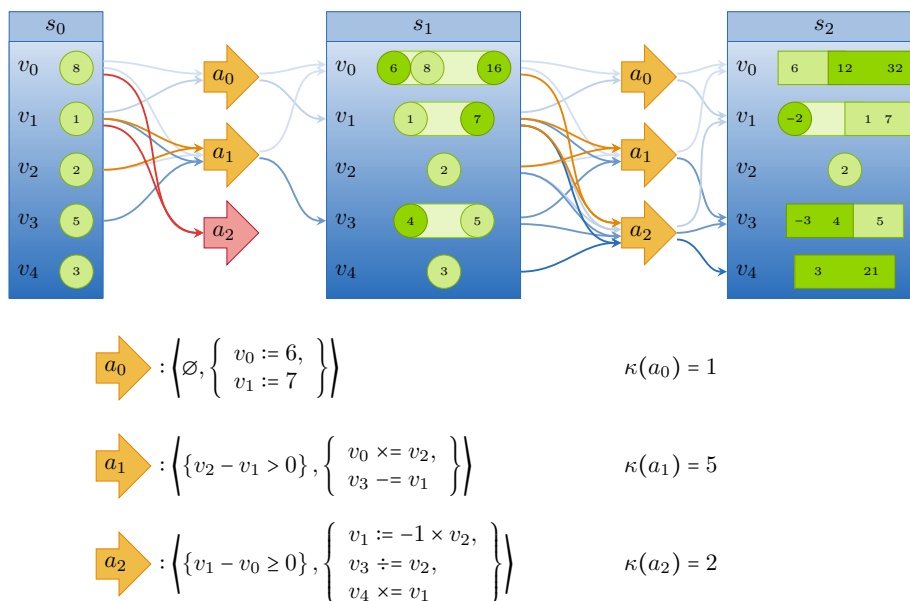 s₀ s₁ s₂
v₀ 8 a₀ v₀ 6 8 16 a₀ v₀ 6 12 32
v₁ 1 v₁ 1 7 v₁ −2 1 7
a₁ a₁
v₂ 2 v₂ 2 v₂ 2
v₃ 5 a₂ v₃ 4 5 a₂ v₃ −3 4 5
v₄ 3 v₄ 3 v₄ 3 21
a₀ : ⟨∅, { v₀ := 6,
v₁ := 7 }⟩ κ(a₀) = 1
a₁ : ⟨{v₂ − v₁ > 0}, { v₀ ×= v₂,
v₃ −= v₁ }⟩ κ(a₁) = 5
a₂ : ⟨{v₁ − v₀ ≥ 0}, { v₁ := −1 × v₂,
v₃ ÷= v₂,
v₄ ×= v₁ }⟩ κ(a₂) = 2